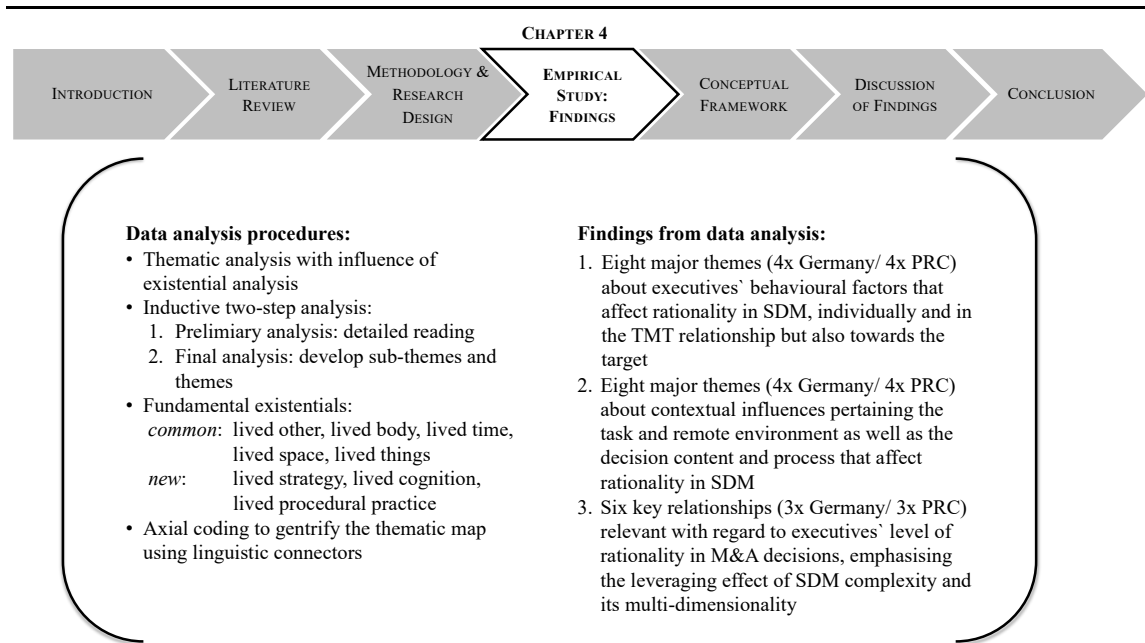 CHAPTER 4
INTRODUCTION
LITERATURE
REVIEW
METHODOLOGY &
RESEARCH
DESIGN
EMPIRICAL
STUDY:
FINDINGS
CONCEPTUAL
FRAMEWORK
DISCUSSION
OF FINDINGS
CONCLUSION
Data analysis procedures:
• Thematic analysis with influence of
existential analysis
• Inductive two-step analysis:
1. Prelimiary analysis: detailed reading
2. Final analysis: develop sub-themes and
themes
• Fundamental existentials:
common: lived other, lived body, lived time,
lived space, lived things
new: lived strategy, lived cognition,
lived procedural practice
• Axial coding to gentrify the thematic map
using linguistic connectors
Findings from data analysis:
1. Eight major themes (4x Germany/ 4x PRC)
about executives` behavioural factors that
affect rationality in SDM, individually and in
the TMT relationship but also towards the
target
2. Eight major themes (4x Germany/ 4x PRC)
about contextual influences pertaining the
task and remote environment as well as the
decision content and process that affect
rationality in SDM
3. Six key relationships (3x Germany/ 3x PRC)
relevant with regard to executives` level of
rationality in M&A decisions, emphasising
the leveraging effect of SDM complexity and
its multi-dimensionality